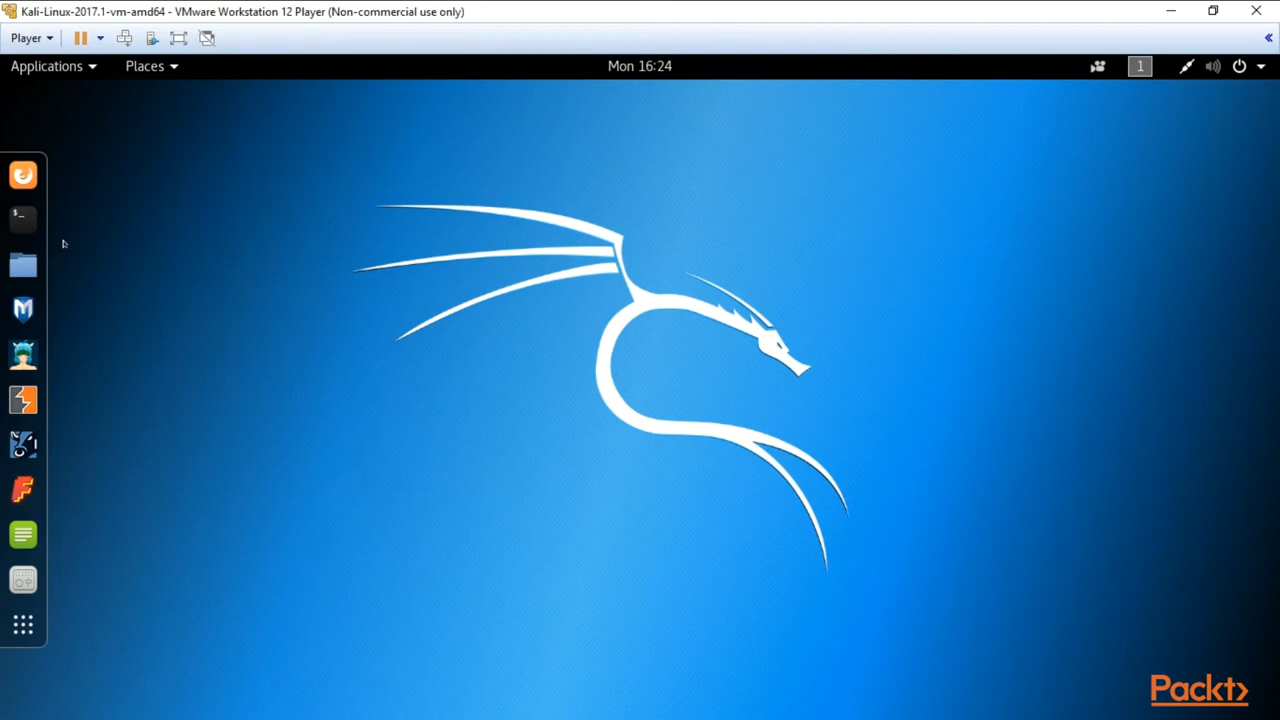 Kali-Linux-2017.1-vm-amd64 - VMware Workstation 12 Player (Non-commercial use only)
Player
Applications Places Mon 16:24 1
$_
Packt>